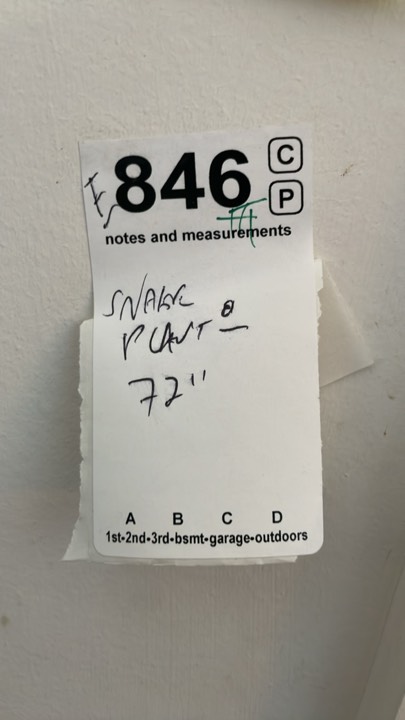 846
C
P
notes and measurements
SNAKE
PLANT
72"
A B C D
1st-2nd-3rd-bsmt-garage-outdoors